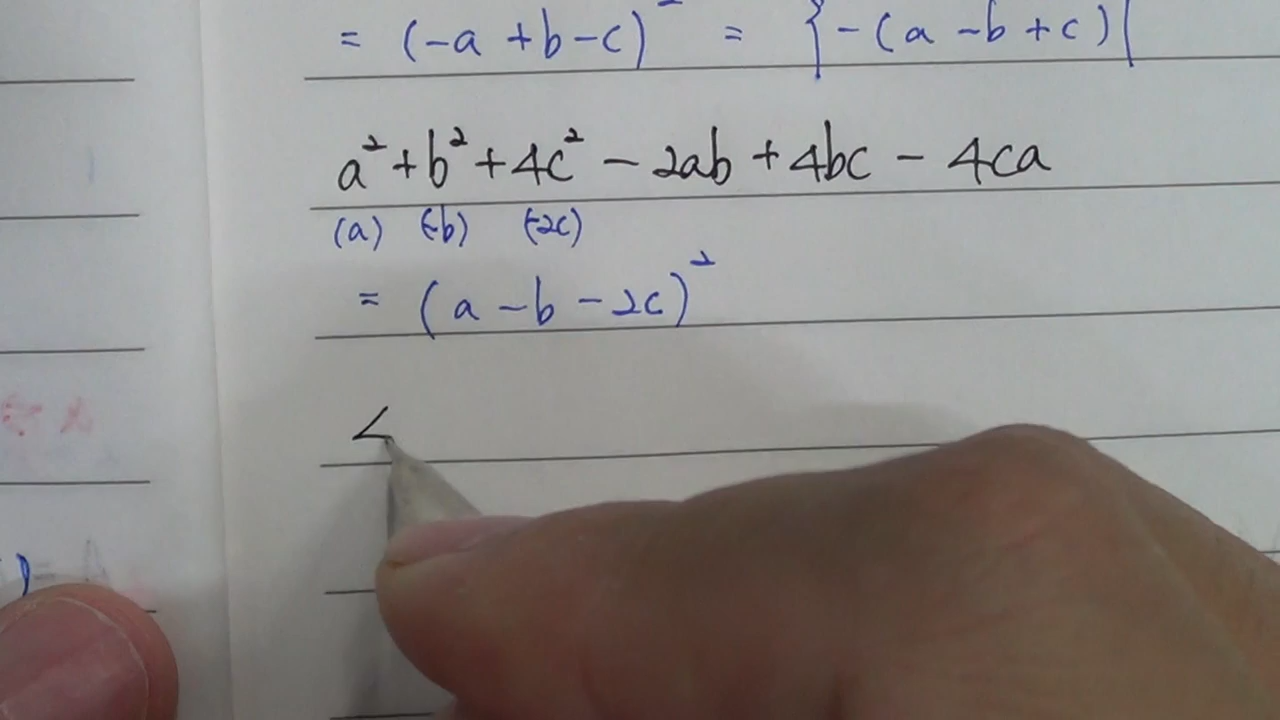 = (-a +b-c)² = {-(a -b+c)}
a²+b²+4c² - 2ab + 4bc - 4ca
(a) (-b) (-2c)
= (a -b -2c)²